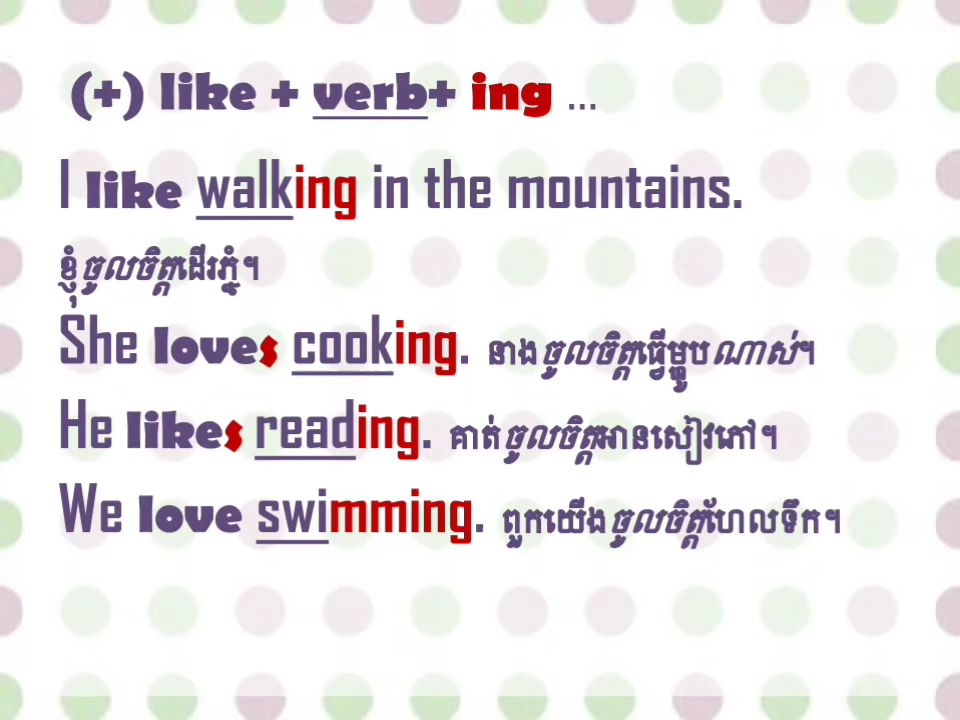 (+) like + verb+ ing ...
I like walking in the mountains.
ខ្ញុំចូលចិត្តដើរភ្នំ។
She loves cooking. នាងចូលចិត្តធ្វើម្ហូបណាស់។
He likes reading. គាត់ចូលចិត្តអានសៀវភៅ។
We love swimming. ពួកយើងចូលចិត្តហែលទឹក។